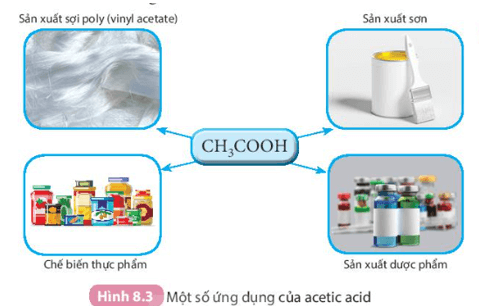 Sản xuất sợi poly (vinyl acetate)
Sản xuất sơn
CH₃COOH
Chế biến thực phẩm
Sản xuất dược phẩm
Hình 8.3 Một số ứng dụng của acetic acid